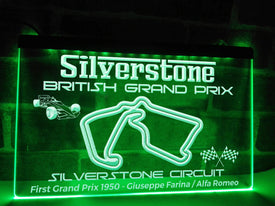 Silverstone
BRITISH GRAND PRIX
SILVERSTONE CIRCUIT
First Grand Prix 1950 - Giuseppe Farina / Alfa Romeo